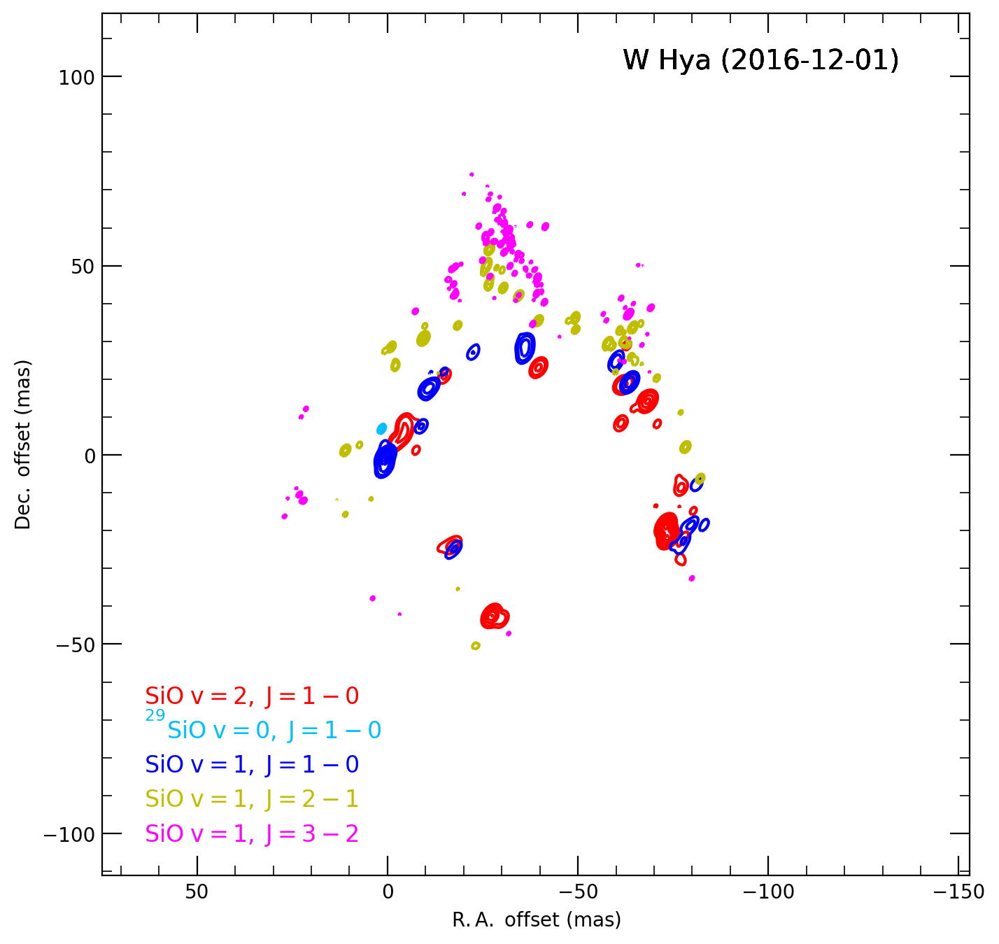 W Hya (2016-12-01)
100
50
0
−50
−100
Dec. offset (mas)
SiO v = 2, J = 1 − 0
²⁹SiO v = 0, J = 1 − 0
SiO v = 1, J = 1 − 0
SiO v = 1, J = 2 − 1
SiO v = 1, J = 3 − 2
50 0 −50 −100 −150
R.A. offset (mas)